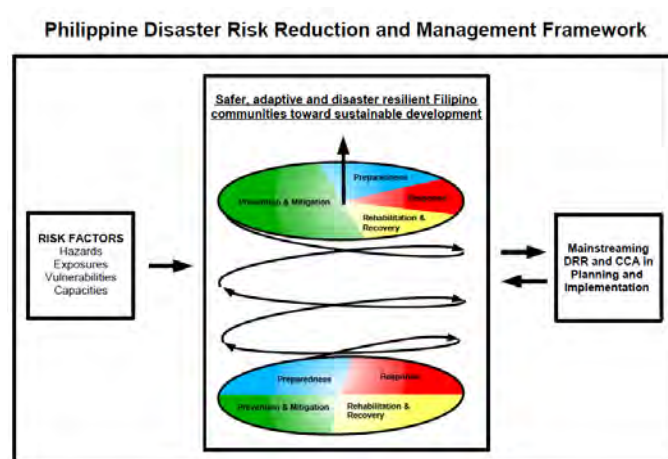 Philippine Disaster Risk Reduction and Management Framework
Safer, adaptive and disaster resilient Filipino
communities toward sustainable development
Preparedness
Response
Prevention & Mitigation
Rehabilitation &
Recovery
RISK FACTORS
Hazards
Exposures
Vulnerabilities
Capacities
Mainstreaming
DRR and CCA in
Planning and
Implementation
Preparedness
Response
Prevention & Mitigation
Rehabilitation &
Recovery